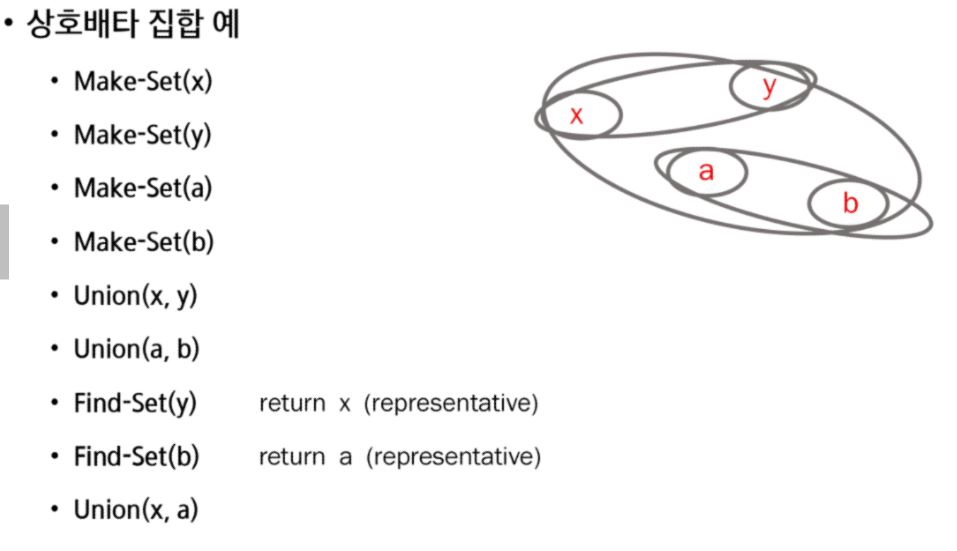 • 상호배타 집합 예
• Make-Set(x)
• Make-Set(y)
• Make-Set(a)
• Make-Set(b)
• Union(x, y)
• Union(a, b)
• Find-Set(y) return x (representative)
• Find-Set(b) return a (representative)
• Union(x, a)
x
y
a
b